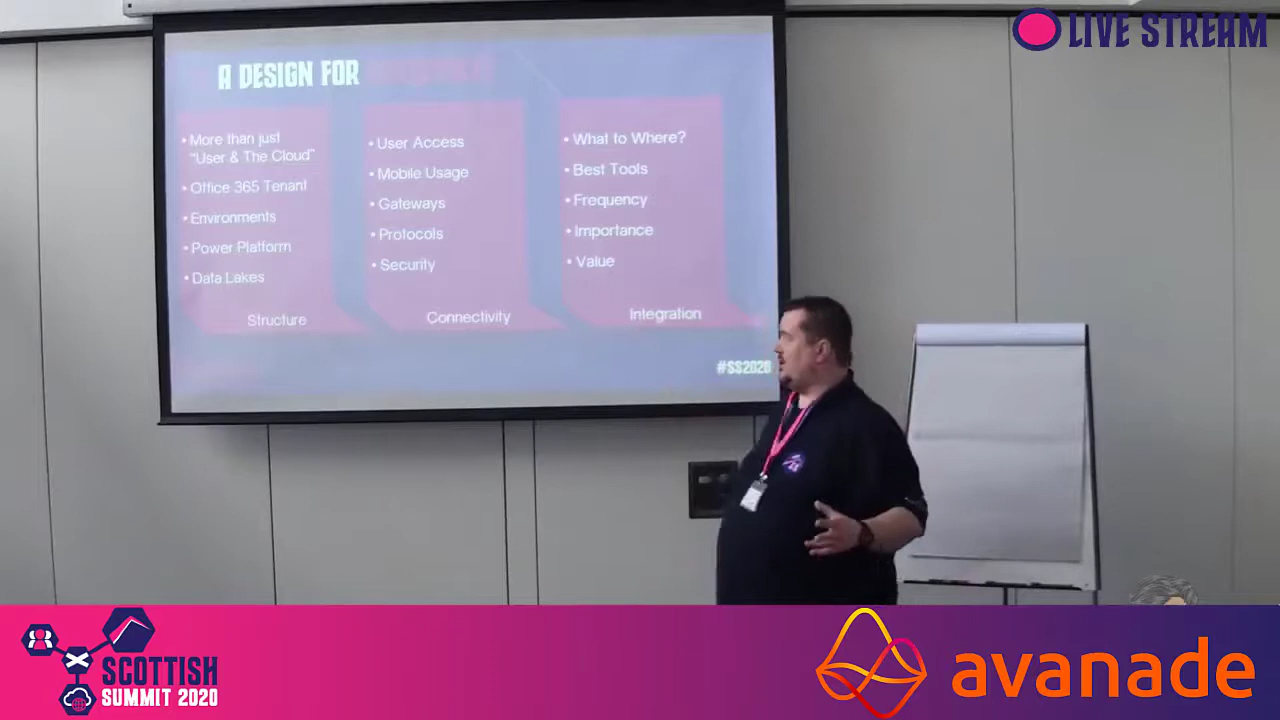 LIVE STREAM
A DESIGN FOR
• More than just
"User & The Cloud"
• Office 365 Tenant
• Environments
• Power Platform
• Data Lakes
Structure
• User Access
• Mobile Usage
• Gateways
• Protocols
• Security
Connectivity
• What to Where?
• Best Tools
• Frequency
• Importance
• Value
Integration
#SS2020
SCOTTISH
SUMMIT 2020
avanade